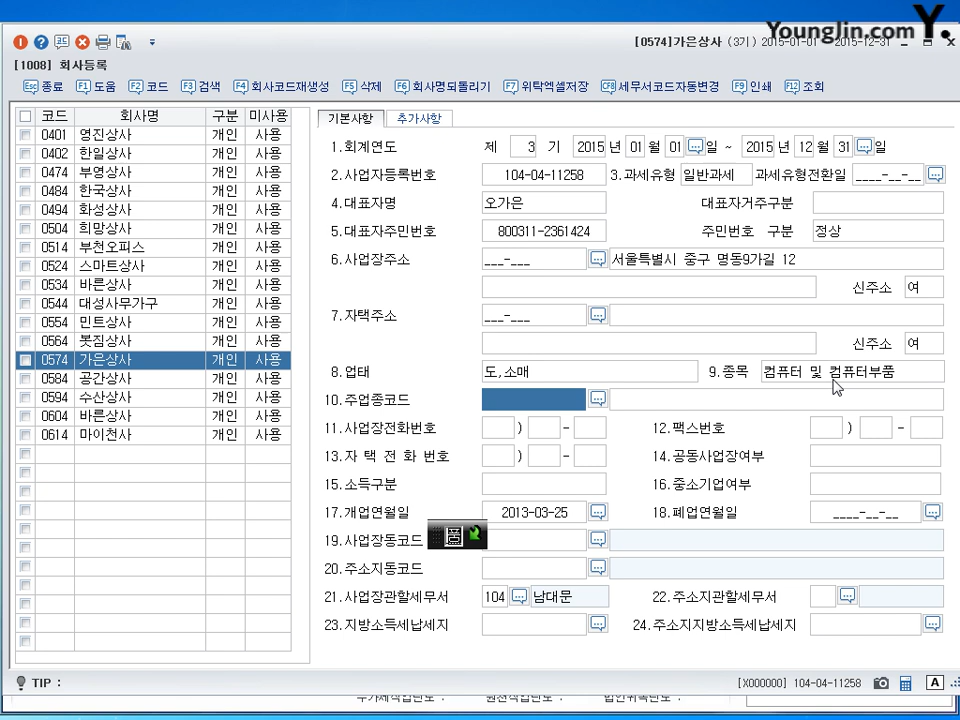 YoungJin.com Y.
[0574]가은상사 (3기) 2015-01-01 ~ 2015-12-31
[1008] 회사등록
Esc 종료 F1 도움 F2 코드 F3 검색 F4 회사코드재생성 F5 삭제 F6 회사명되돌리기 F7 위탁엑셀저장 CF8 세무서코드자동변경 F9 인쇄 F12 조회
코드 회사명 구분 미사용
0401 영진상사 개인 사용
0402 한일상사 개인 사용
0474 부영상사 개인 사용
0484 한국상사 개인 사용
0494 화성상사 개인 사용
0504 희망상사 개인 사용
0514 부천오피스 개인 사용
0524 스마트상사 개인 사용
0534 바른상사 개인 사용
0544 대성사무가구 개인 사용
0554 민트상사 개인 사용
0564 봇짐상사 개인 사용
0574 가은상사 개인 사용
0584 공간상사 개인 사용
0594 수산상사 개인 사용
0604 바른상사 개인 사용
0614 마이천사 개인 사용
기본사항 추가사항
1.회계연도 제 3 기 2015 년 01 월 01 일 ~ 2015 년 12 월 31 일
2.사업자등록번호 104-04-11258 3.과세유형 일반과세 과세유형전환일 ____-__-__
4.대표자명 오가은 대표자거주구분
5.대표자주민번호 800311-2361424 주민번호 구분 정상
6.사업장주소 ___-___ 서울특별시 중구 명동9가길 12
신주소 여
7.자택주소 ___-___
신주소 여
8.업태 도,소매 9.종목 컴퓨터 및 컴퓨터부품
10.주업종코드
11.사업장전화번호 ) - 12.팩스번호 ) -
13.자 택 전 화 번호 ) - 14.공동사업장여부
15.소득구분 16.중소기업여부
17.개업연월일 2013-03-25 18.폐업연월일 ____-__-__
19.사업장동코드
20.주소지동코드
21.사업장관할세무서 104 남대문 22.주소지관할세무서
23.지방소득세납세지 24.주소지지방소득세납세지
TIP :
[X000000] 104-04-11258 A